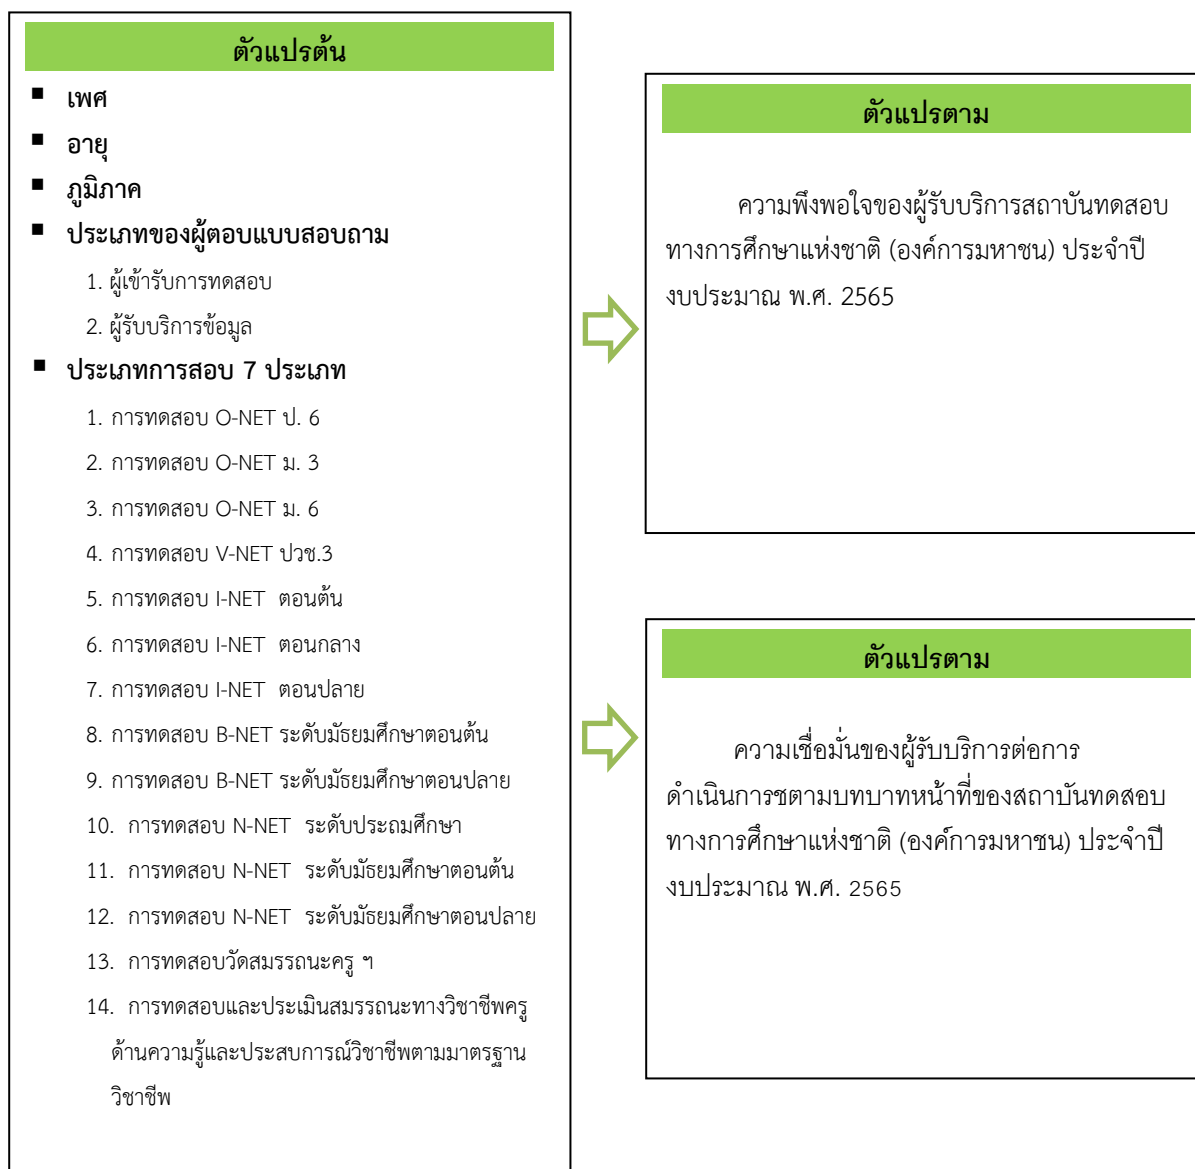 ตัวแปรต้น
▪ เพศ
▪ อายุ
▪ ภูมิภาค
▪ ประเภทของผู้ตอบแบบสอบถาม
1. ผู้เข้ารับการทดสอบ
2. ผู้รับบริการข้อมูล
▪ ประเภทการสอบ 7 ประเภท
1. การทดสอบ O-NET ป. 6
2. การทดสอบ O-NET ม. 3
3. การทดสอบ O-NET ม. 6
4. การทดสอบ V-NET ปวช.3
5. การทดสอบ I-NET ตอนต้น
6. การทดสอบ I-NET ตอนกลาง
7. การทดสอบ I-NET ตอนปลาย
8. การทดสอบ B-NET ระดับมัธยมศึกษาตอนต้น
9. การทดสอบ B-NET ระดับมัธยมศึกษาตอนปลาย
10. การทดสอบ N-NET ระดับประถมศึกษา
11. การทดสอบ N-NET ระดับมัธยมศึกษาตอนต้น
12. การทดสอบ N-NET ระดับมัธยมศึกษาตอนปลาย
13. การทดสอบวัดสมรรถนะครู ฯ
14. การทดสอบและประเมินสมรรถนะทางวิชาชีพครู
ด้านความรู้และประสบการณ์วิชาชีพตามมาตรฐาน
วิชาชีพ
ตัวแปรตาม
ความพึงพอใจของผู้รับบริการสถาบันทดสอบ
ทางการศึกษาแห่งชาติ (องค์การมหาชน) ประจำปี
งบประมาณ พ.ศ. 2565
ตัวแปรตาม
ความเชื่อมั่นของผู้รับบริการต่อการ
ดำเนินการชตามบทบาทหน้าที่ของสถาบันทดสอบ
ทางการศึกษาแห่งชาติ (องค์การมหาชน) ประจำปี
งบประมาณ พ.ศ. 2565